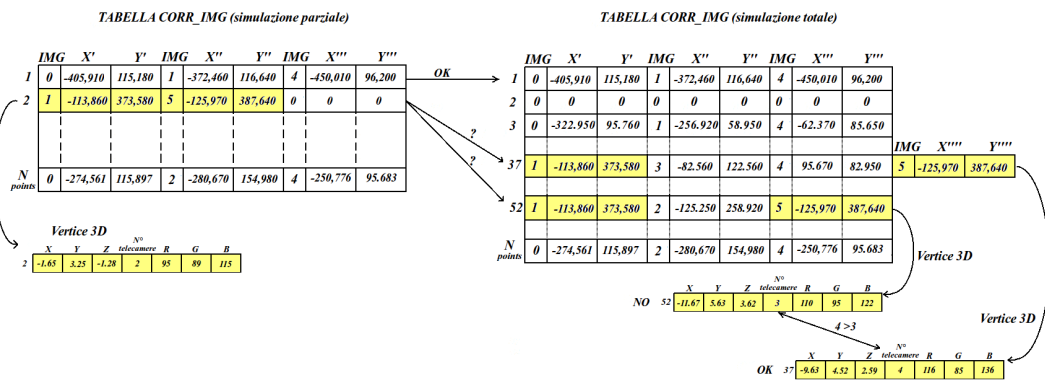 TABELLA CORR_IMG (simulazione parziale)
IMG X' Y' IMG X'' Y'' IMG X''' Y'''
1 0 -405,910 115,180 1 -372,460 116,640 4 -450,010 96,200
2 1 -113,860 373,580 5 -125,970 387,640 0 0 0
N points 0 -274,561 115,897 2 -280,670 154,980 4 -250,776 95.683
OK
?
?
Vertice 3D
X Y Z N° telecamere R G B
2 -1.65 3.25 -1.28 2 95 89 115
TABELLA CORR_IMG (simulazione totale)
IMG X' Y' IMG X'' Y'' IMG X''' Y'''
1 0 -405,910 115,180 1 -372,460 116,640 4 -450,010 96,200
2 0 0 0 0 0 0 0 0 0
3 0 -322.950 95.760 1 -256.920 58.950 4 -62.370 85.650
IMG X'''' Y''''
37 1 -113,860 373,580 3 -82.560 122.560 4 95.670 82.950 5 -125,970 387,640
52 1 -113,860 373,580 2 -125.250 258.920 5 -125,970 387,640
N points 0 -274,561 115,897 2 -280,670 154,980 4 -250,776 95.683
Vertice 3D
X Y Z N° telecamere R G B
NO 52 -11.67 5.63 3.62 3 110 95 122
4 >3
Vertice 3D
X Y Z N° telecamere R G B
OK 37 -9.63 4.52 2.59 4 116 85 136